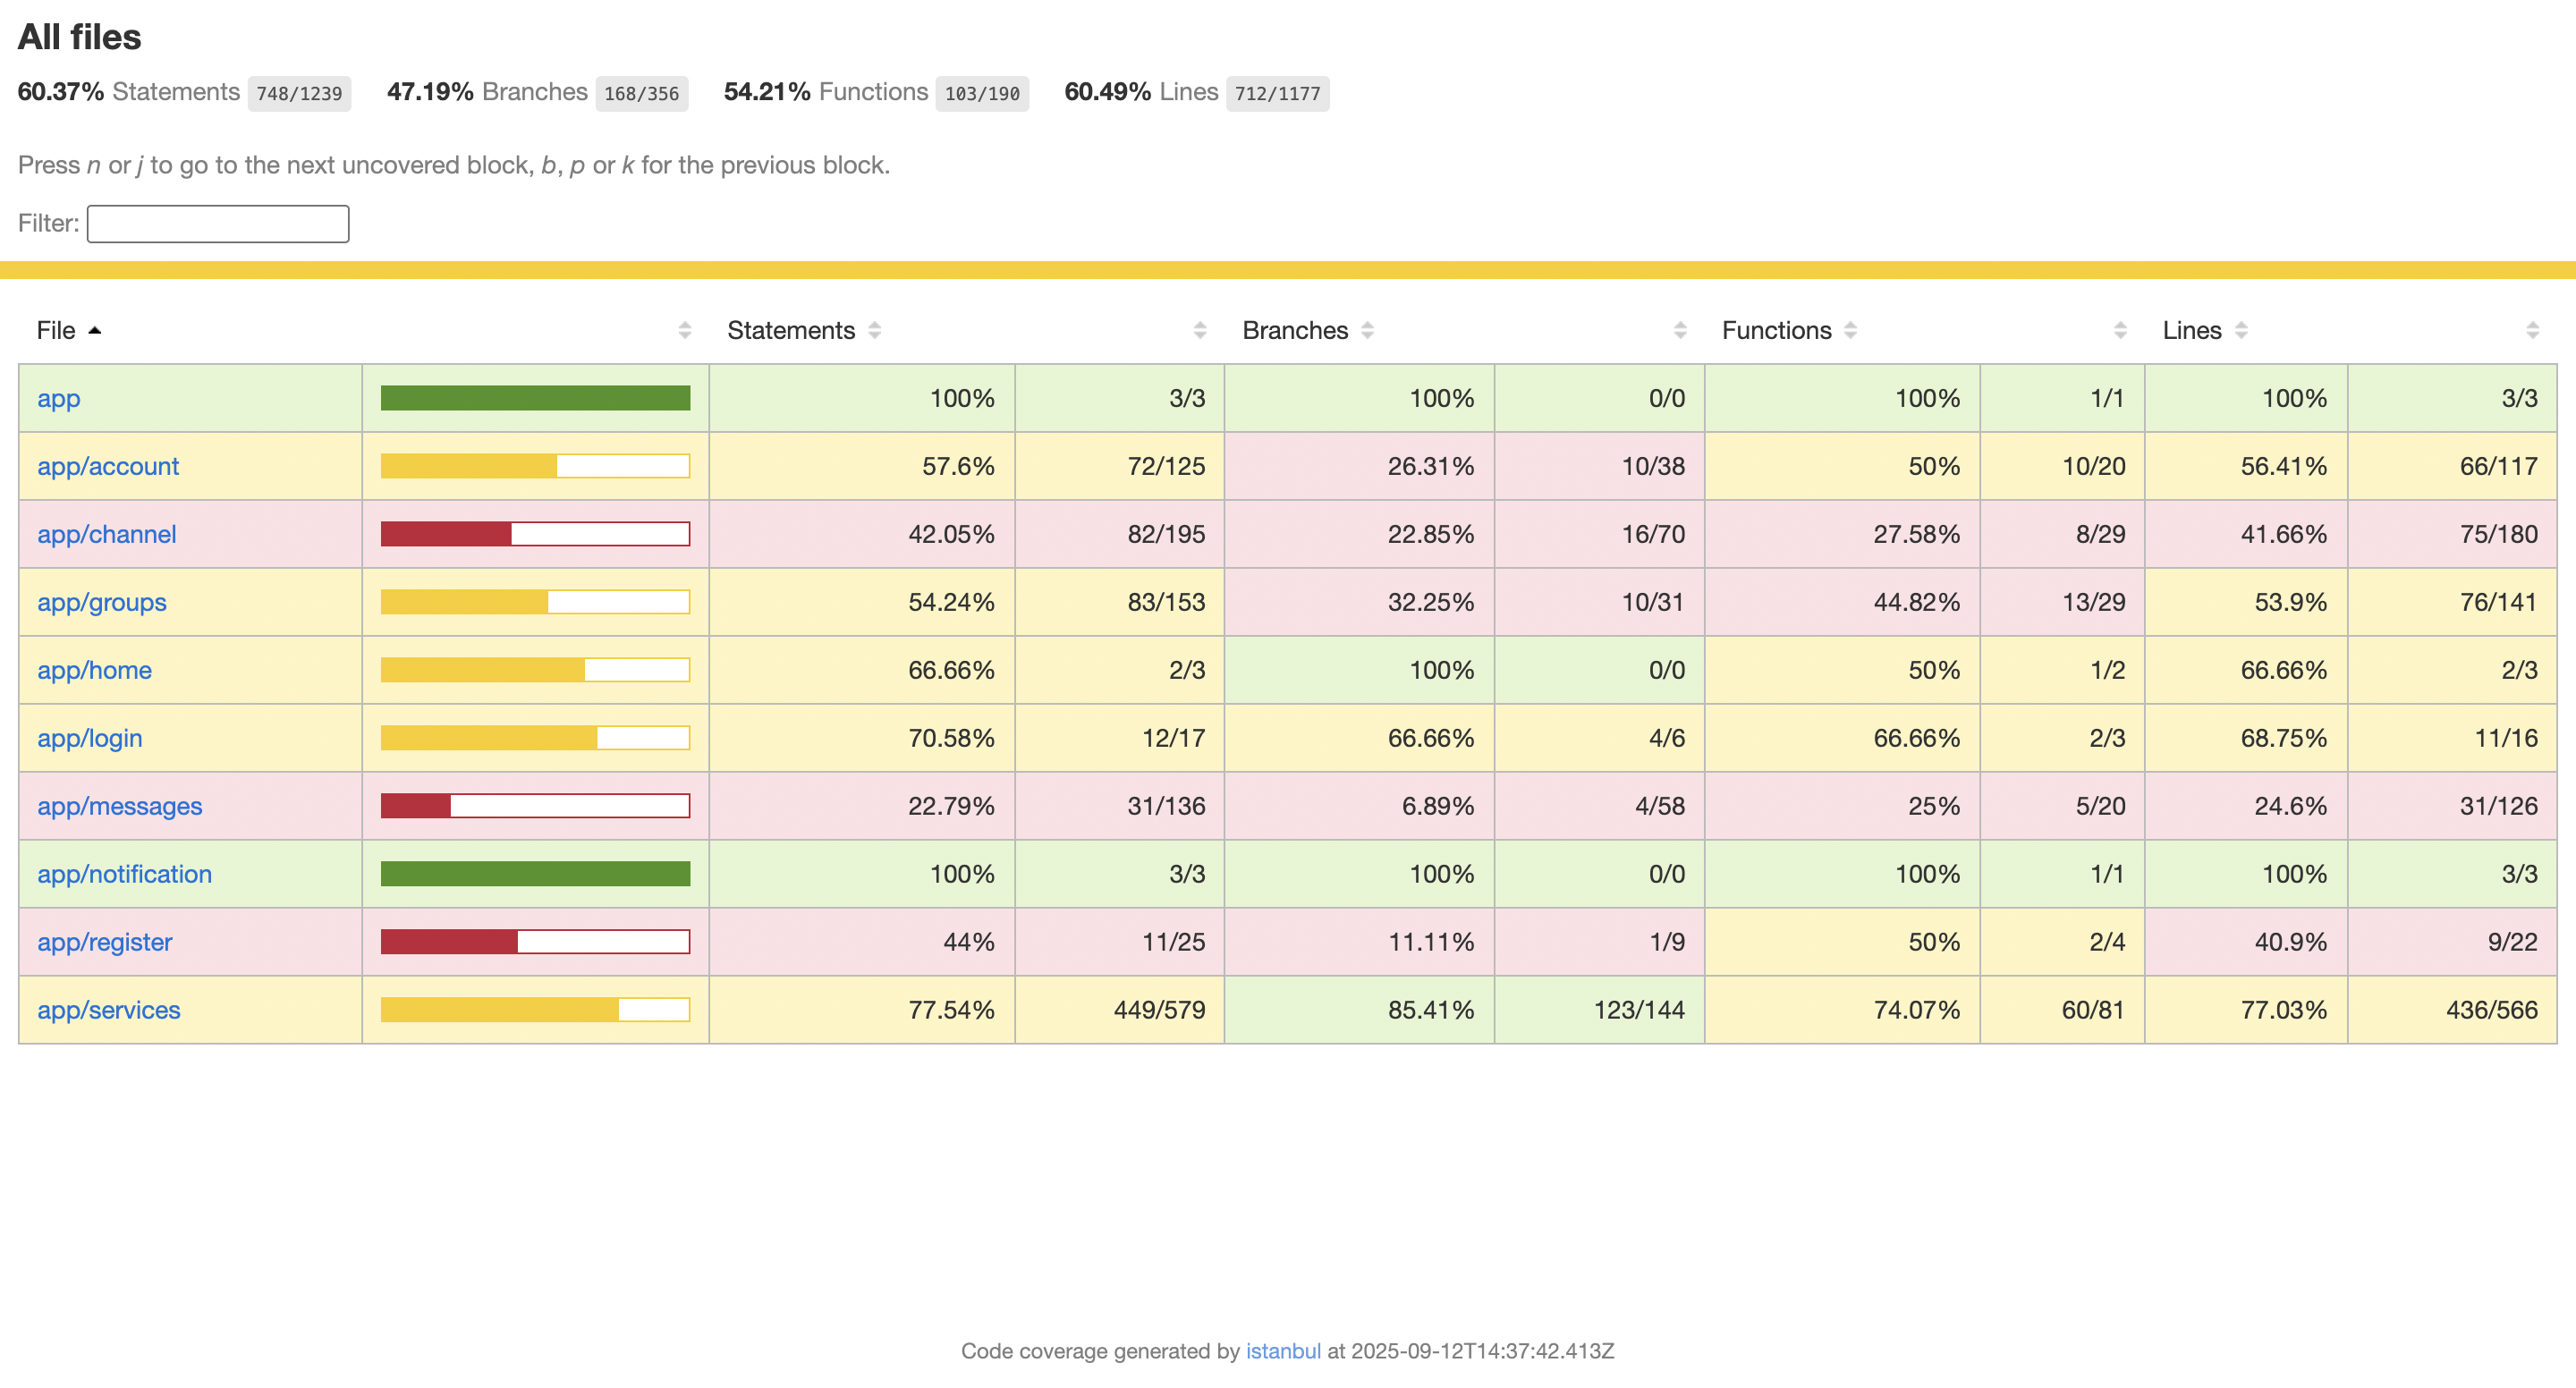 All files
60.37% Statements 748/1239 47.19% Branches 168/356 54.21% Functions 103/190 60.49% Lines 712/1177
Press n or j to go to the next uncovered block, b, p or k for the previous block.
Filter:
File Statements Branches Functions Lines
app 100% 3/3 100% 0/0 100% 1/1 100% 3/3
app/account 57.6% 72/125 26.31% 10/38 50% 10/20 56.41% 66/117
app/channel 42.05% 82/195 22.85% 16/70 27.58% 8/29 41.66% 75/180
app/groups 54.24% 83/153 32.25% 10/31 44.82% 13/29 53.9% 76/141
app/home 66.66% 2/3 100% 0/0 50% 1/2 66.66% 2/3
app/login 70.58% 12/17 66.66% 4/6 66.66% 2/3 68.75% 11/16
app/messages 22.79% 31/136 6.89% 4/58 25% 5/20 24.6% 31/126
app/notification 100% 3/3 100% 0/0 100% 1/1 100% 3/3
app/register 44% 11/25 11.11% 1/9 50% 2/4 40.9% 9/22
app/services 77.54% 449/579 85.41% 123/144 74.07% 60/81 77.03% 436/566
Code coverage generated by istanbul at 2025-09-12T14:37:42.413Z